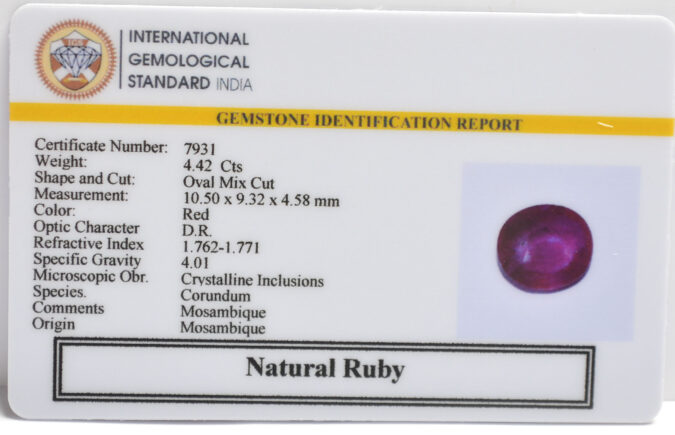 IGS
INTERNATIONAL
GEMOLOGICAL
STANDARD INDIA
GEMSTONE IDENTIFICATION REPORT
Certificate Number: 7931
Weight: 4.42 Cts
Shape and Cut: Oval Mix Cut
Measurement: 10.50 x 9.32 x 4.58 mm
Color: Red
Optic Character D.R.
Refractive Index 1.762-1.771
Specific Gravity 4.01
Microscopic Obr. Crystalline Inclusions
Species. Corundum
Comments Mosambique
Origin Mosambique
Natural Ruby